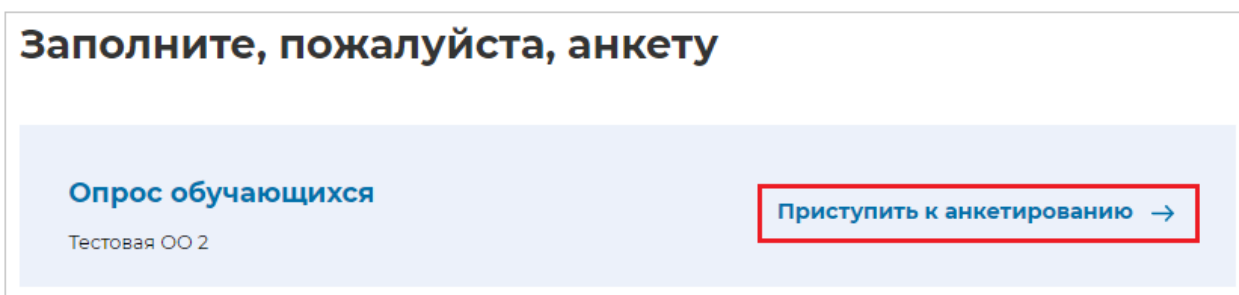 Заполните, пожалуйста, анкету
Опрос обучающихся
Приступить к анкетированию →
Тестовая ОО 2